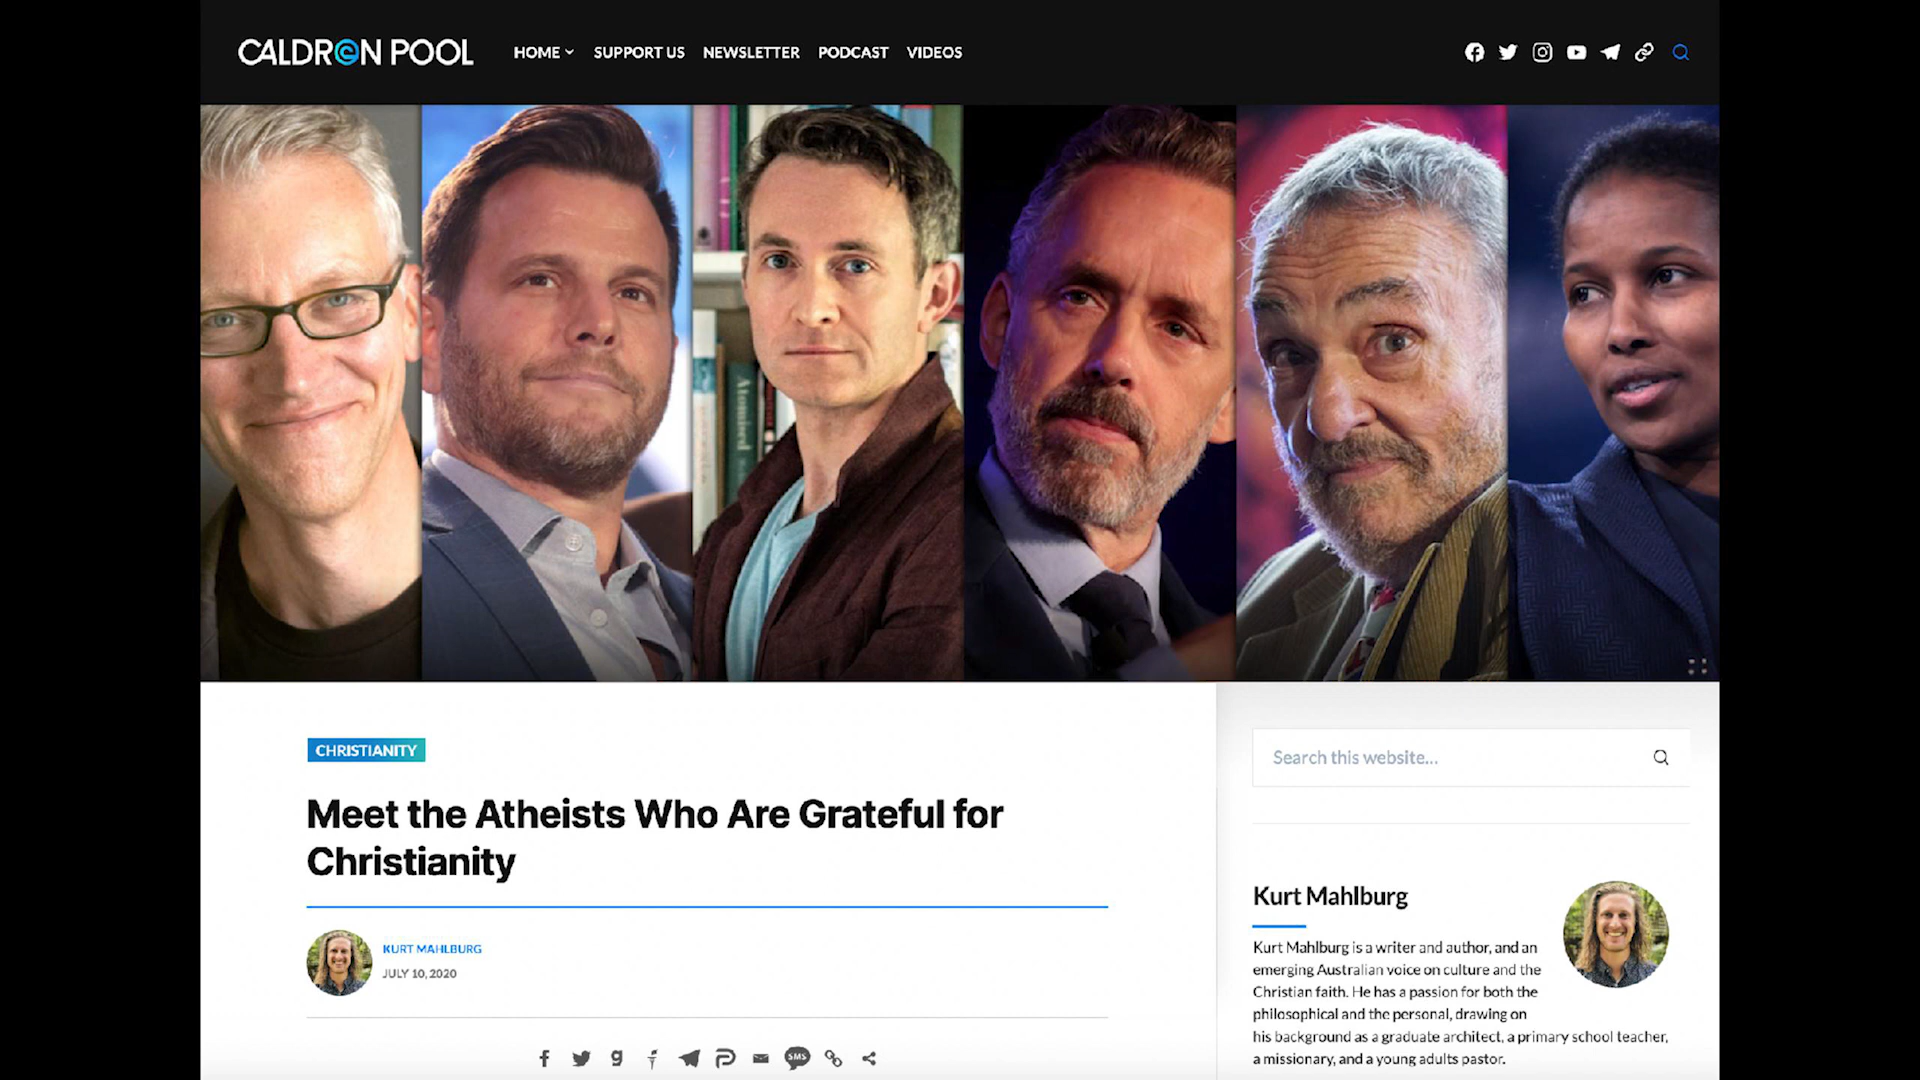 CALDRON POOL
HOME SUPPORT US NEWSLETTER PODCAST VIDEOS
Atomised
CHRISTIANITY
Meet the Atheists Who Are Grateful for
Christianity
KURT MAHLBURG
JULY 10, 2020
SMS
Search this website...
Kurt Mahlburg
Kurt Mahlburg is a writer and author, and an
emerging Australian voice on culture and the
Christian faith. He has a passion for both the
philosophical and the personal, drawing on
his background as a graduate architect, a primary school teacher,
a missionary, and a young adults pastor.